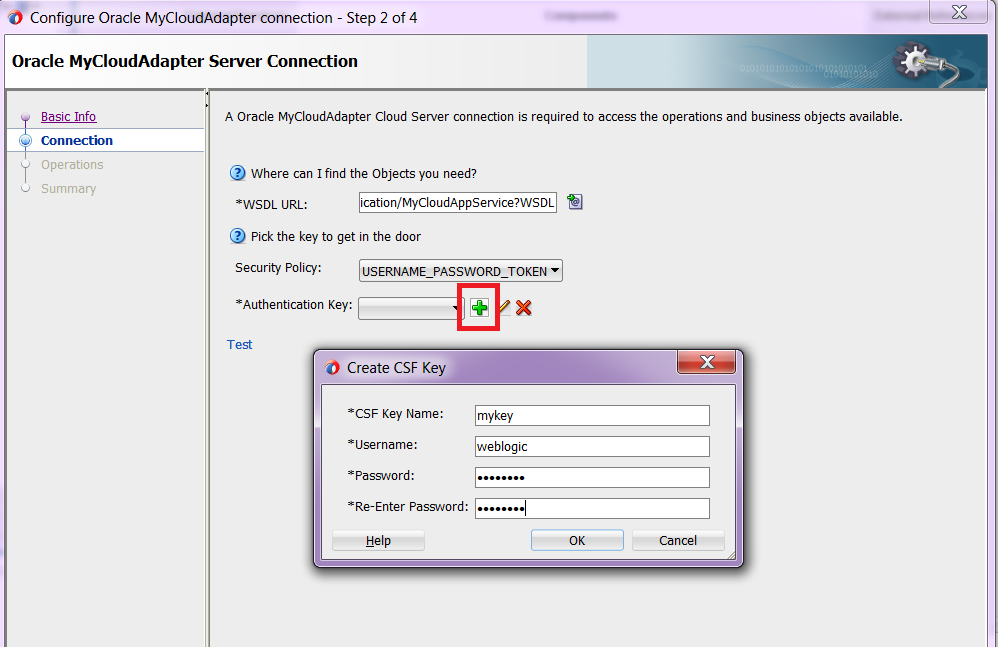 Configure Oracle MyCloudAdapter connection - Step 2 of 4
Oracle MyCloudAdapter Server Connection
Basic Info
Connection
Operations
Summary
A Oracle MyCloudAdapter Cloud Server connection is required to access the operations and business objects available.
Where can I find the Objects you need?
*WSDL URL: ication/MyCloudAppService?WSDL
Pick the key to get in the door
Security Policy: USERNAME_PASSWORD_TOKEN
*Authentication Key:
Test
Create CSF Key
*CSF Key Name: mykey
*Username: weblogic
*Password: ••••••••
*Re-Enter Password: ••••••••
Help OK Cancel